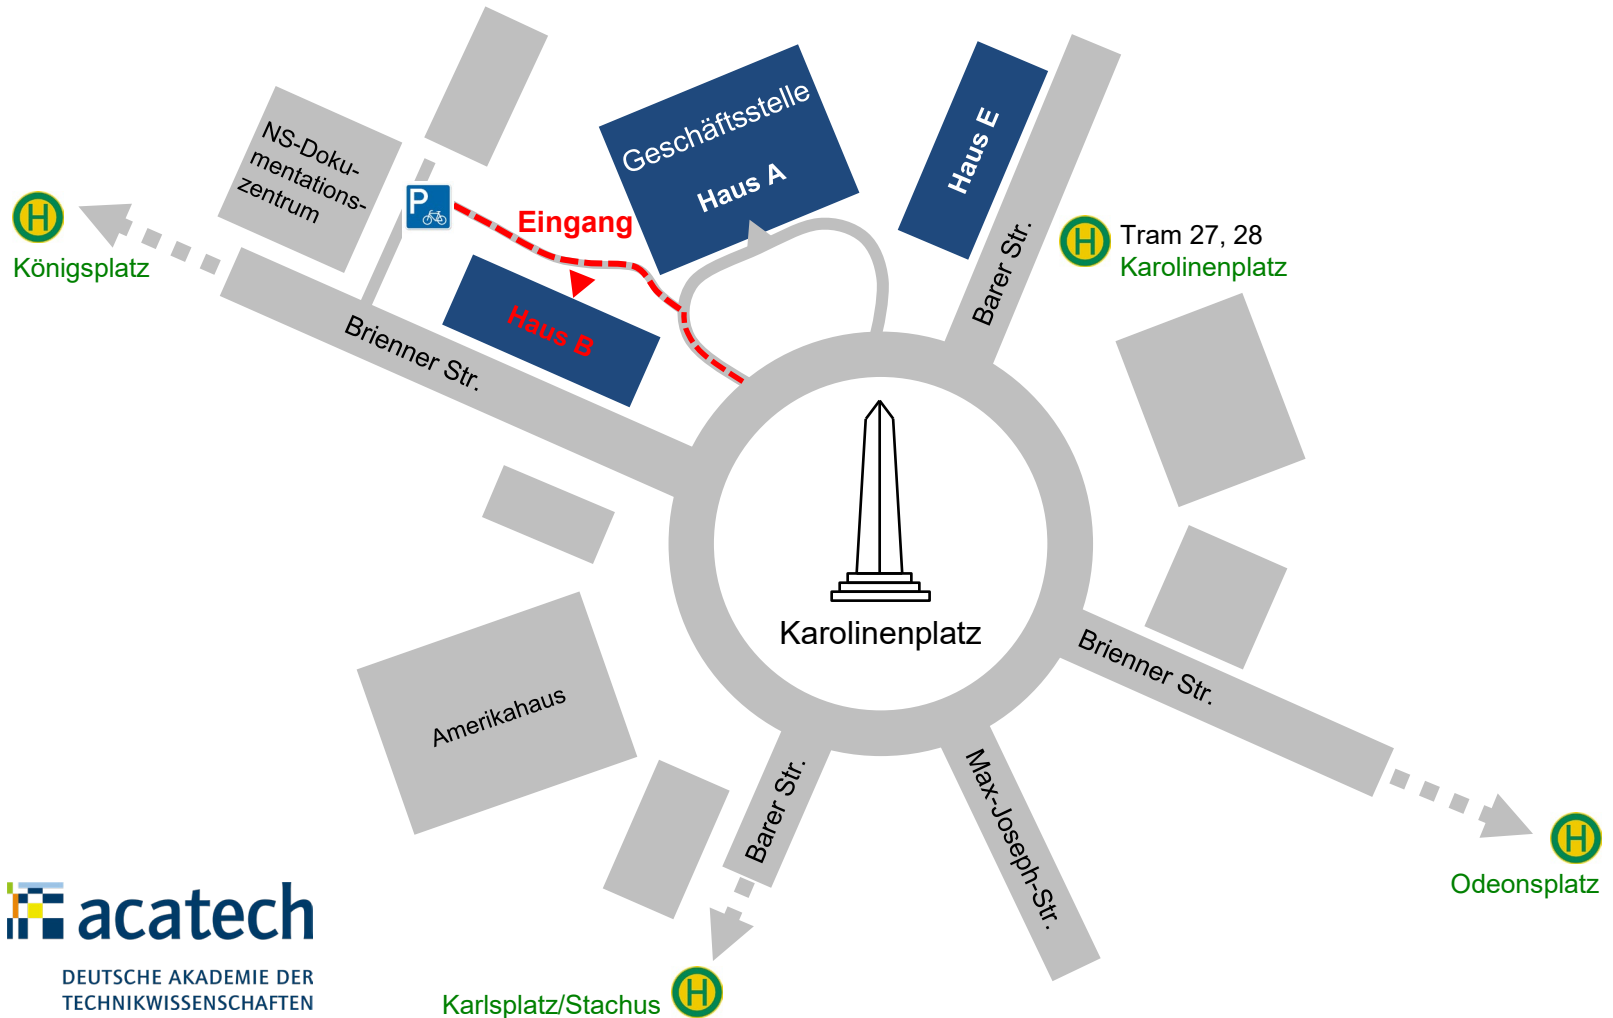 NS-Doku-
mentations-
zentrum
P
Eingang
Geschäftsstelle
Haus A
Haus E
Barer Str.
H
Tram 27, 28
Karolinenplatz
H
Königsplatz
Brienner Str.
Haus B
Karolinenplatz
Brienner Str.
Amerikahaus
Barer Str.
Max-Joseph-Str.
H
Odeonsplatz
acatech
DEUTSCHE AKADEMIE DER
TECHNIKWISSENSCHAFTEN
Karlsplatz/Stachus
H